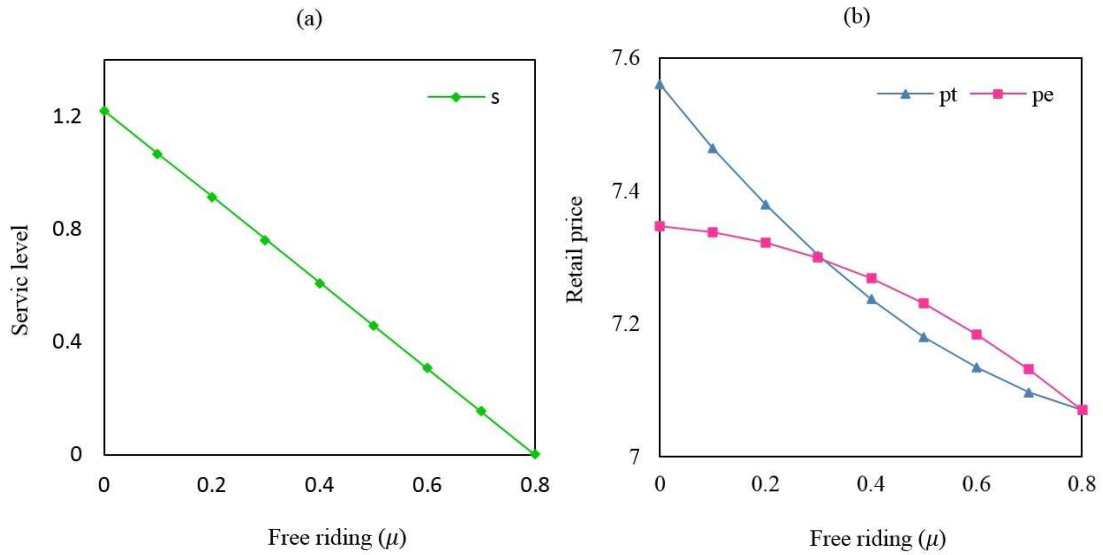 (a)
s
1.2
0.8
0.4
0
0 0.2 0.4 0.6 0.8
Servic level
Free riding (μ)
(b)
pt pe
7.6
7.4
7.2
7
0 0.2 0.4 0.6 0.8
Retail price
Free riding (μ)